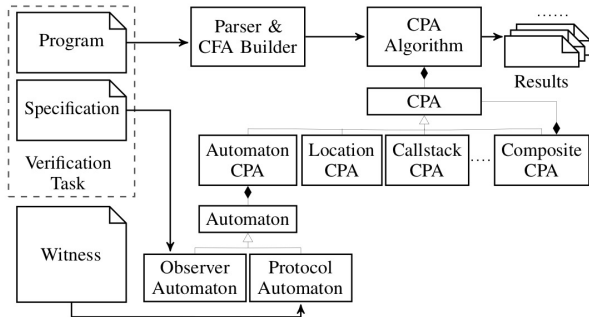 Program
Parser &
CFA Builder
CPA
Algorithm
......
Results
Specification
CPA
Verification
Task
Automaton
CPA
Location
CPA
Callstack
CPA
....
Composite
CPA
Automaton
Witness
Observer
Automaton
Protocol
Automaton